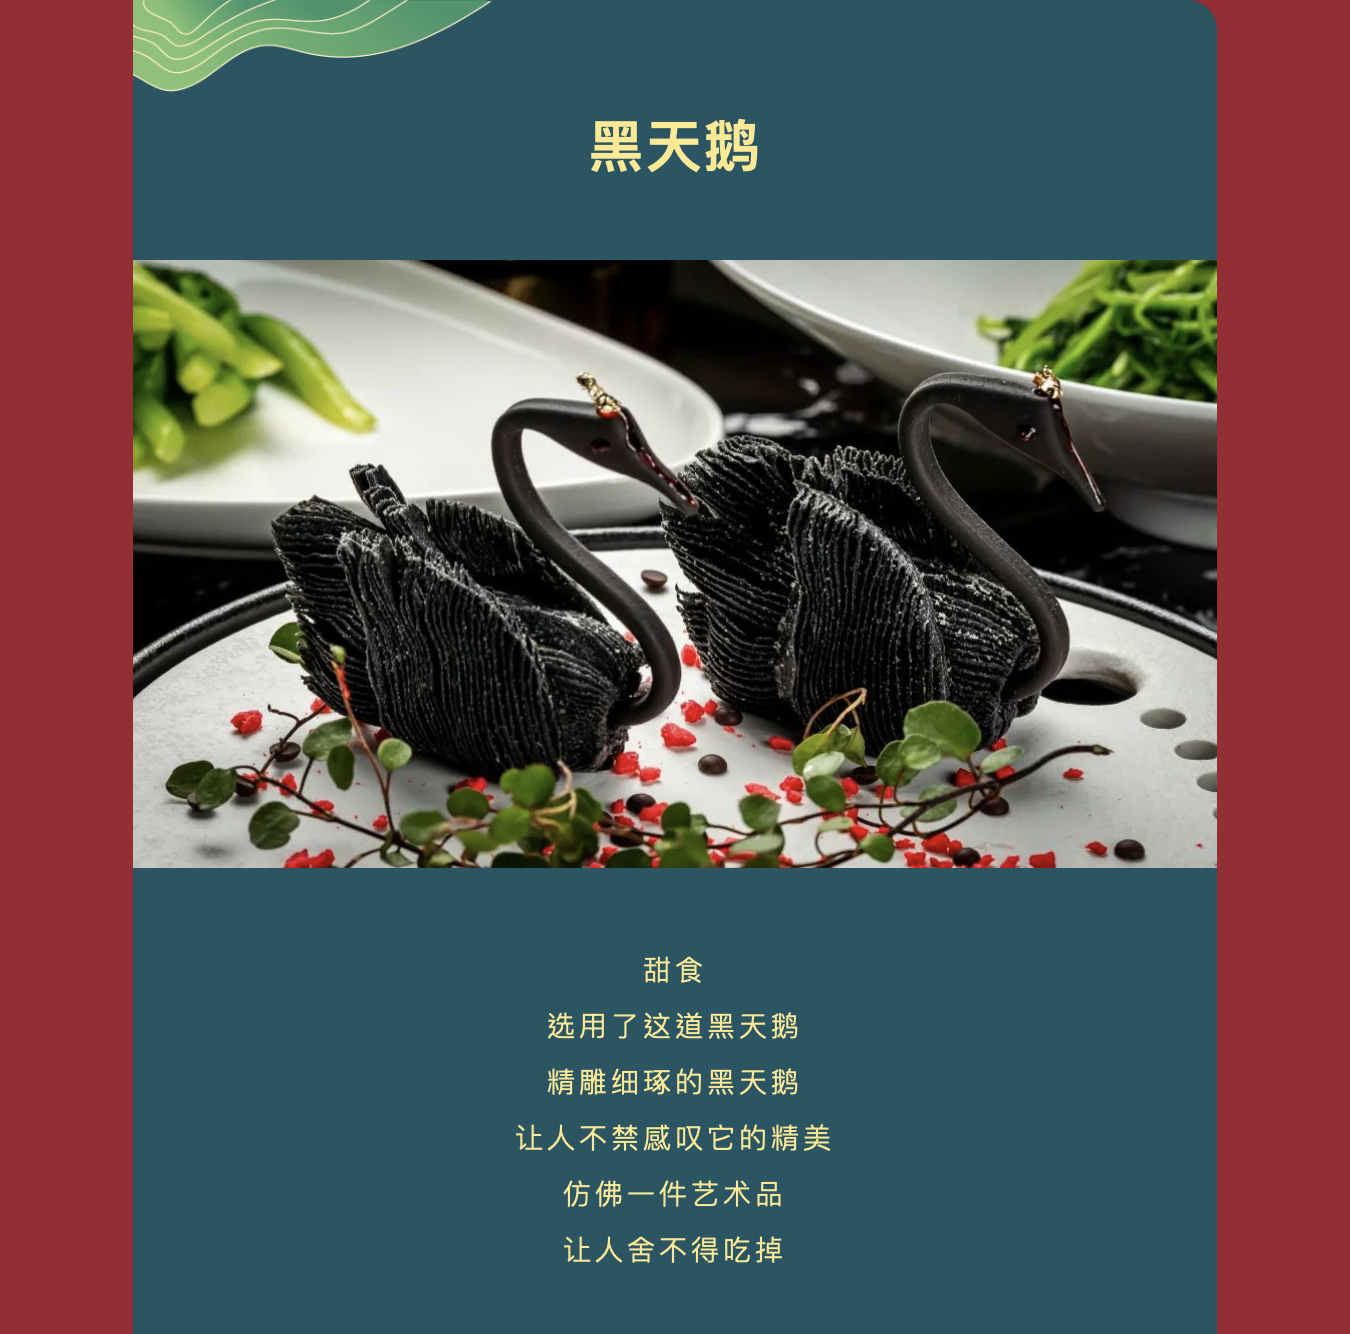 黑天鹅
甜食
选用了这道黑天鹅
精雕细琢的黑天鹅
让人不禁感叹它的精美
仿佛一件艺术品
让人舍不得吃掉